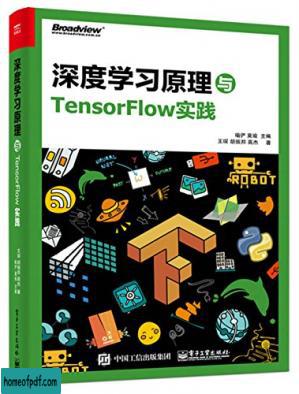 Broadview®
深度学习原理与
TensorFlow实践
喻俨 莫瑜 主编
王琛 胡振邦 高杰 著
深度学习原理与TensorFlow实践
ROBOT
ROBOT
中国工信出版集团
电子工业出版社
homeofpdf.com
homeofpdf.com